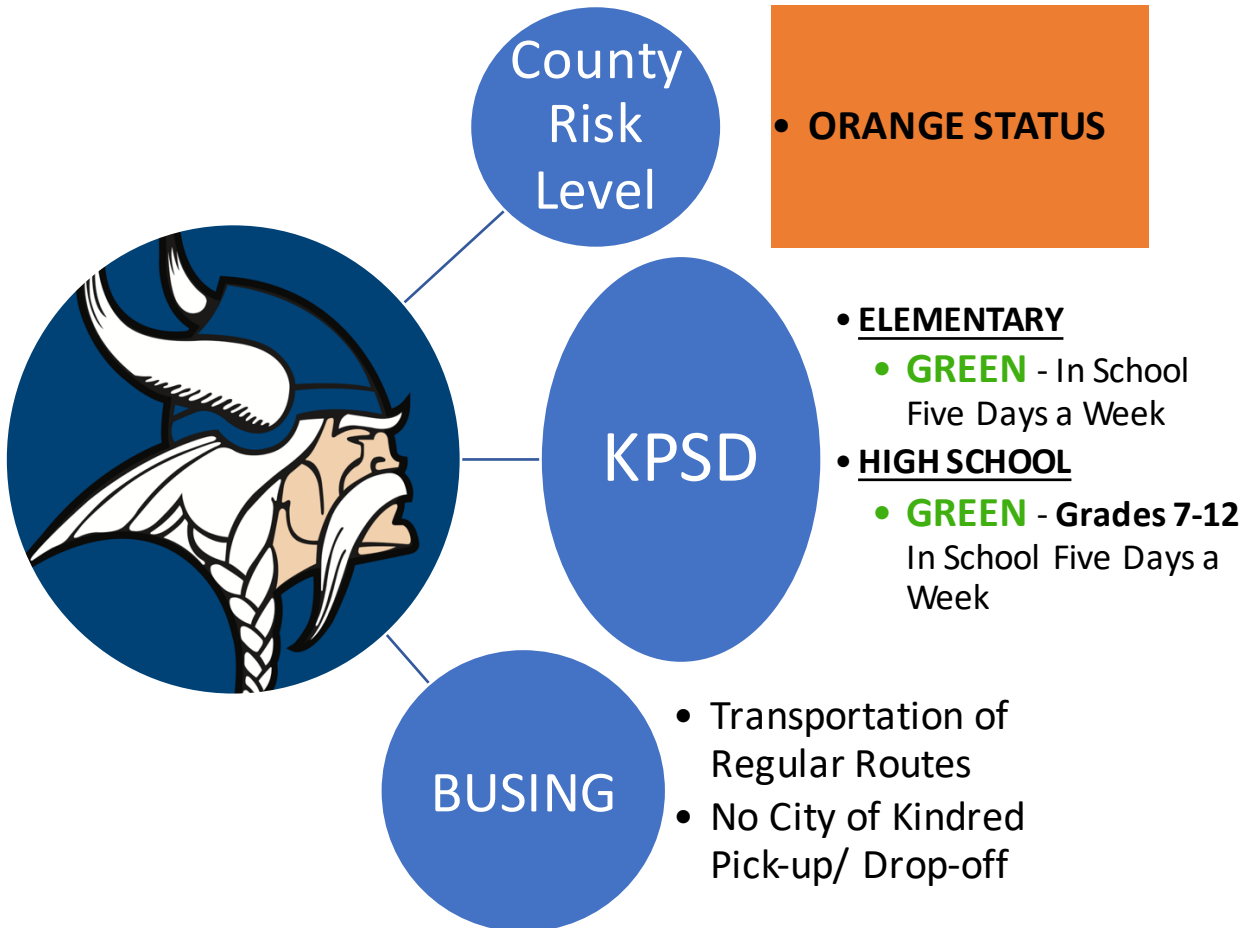 County
Risk
Level
• ORANGE STATUS
KPSD
• ELEMENTARY
• GREEN - In School
Five Days a Week
• HIGH SCHOOL
• GREEN - Grades 7-12
In School Five Days a
Week
BUSING
• Transportation of
Regular Routes
• No City of Kindred
Pick-up/ Drop-off